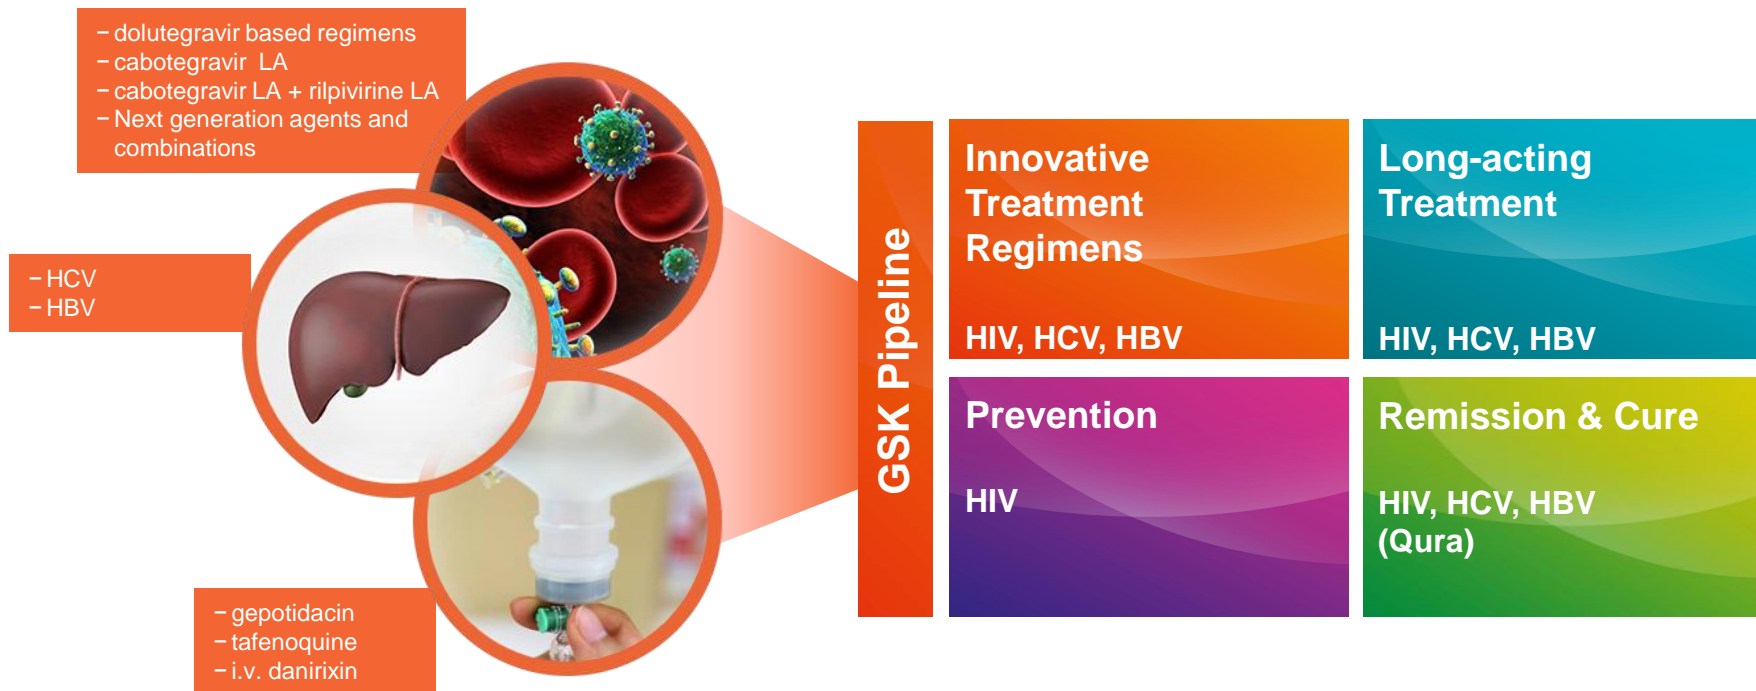 − dolutegravir based regimens
− cabotegravir LA
− cabotegravir LA + rilpivirine LA
− Next generation agents and
combinations
− HCV
− HBV
− gepotidacin
− tafenoquine
− i.v. danirixin
GSK Pipeline
Innovative
Treatment
Regimens
HIV, HCV, HBV
Long-acting
Treatment
HIV, HCV, HBV
Prevention
HIV
Remission & Cure
HIV, HCV, HBV
(Qura)